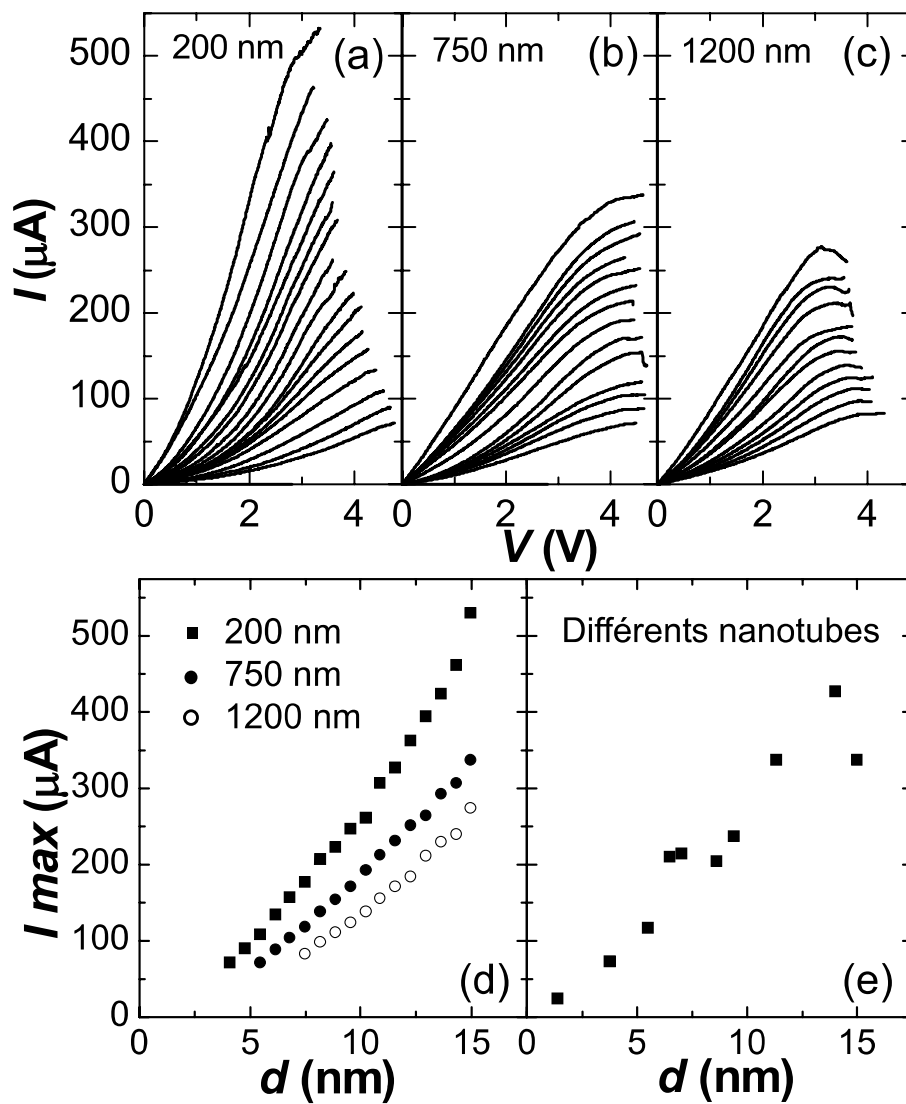 200 nm (a)
750 nm (b)
1200 nm (c)
500
400
300
200
100
0
I (μA)
0 2 4
0 2 4
0 2 4
V (V)
200 nm
750 nm
1200 nm
(d)
Différents nanotubes
(e)
500
400
300
200
100
0
I max (μA)
0 5 10 15
0 5 10 15
d (nm)
d (nm)